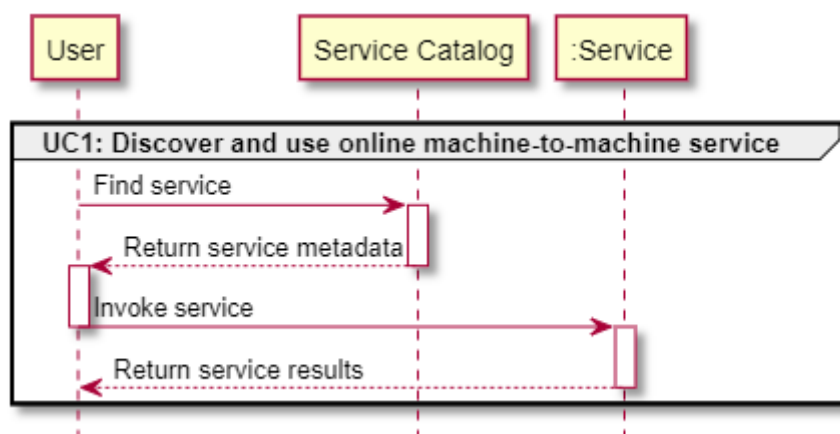 User
Service Catalog
:Service
UC1: Discover and use online machine-to-machine service
Find service
Return service metadata
Invoke service
Return service results